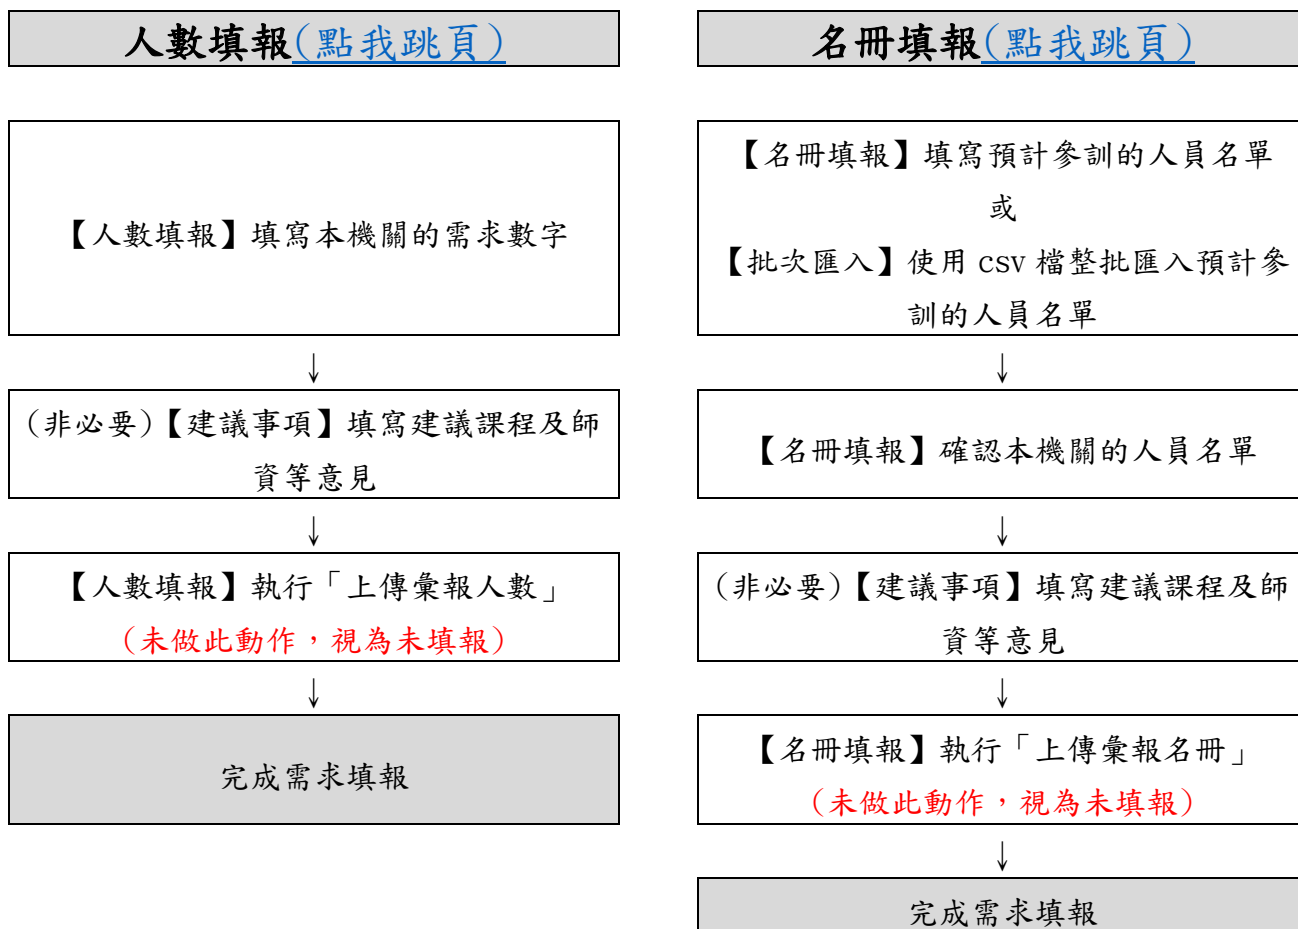 人數填報(點我跳頁)
【人數填報】填寫本機關的需求數字
↓
(非必要)【建議事項】填寫建議課程及師
資等意見
↓
【人數填報】執行「上傳彙報人數」
(未做此動作，視為未填報)
↓
完成需求填報
名冊填報(點我跳頁)
【名冊填報】填寫預計參訓的人員名單
或
【批次匯入】使用 csv 檔整批匯入預計參
訓的人員名單
↓
【名冊填報】確認本機關的人員名單
↓
(非必要)【建議事項】填寫建議課程及師
資等意見
↓
【名冊填報】執行「上傳彙報名冊」
(未做此動作，視為未填報)
↓
完成需求填報